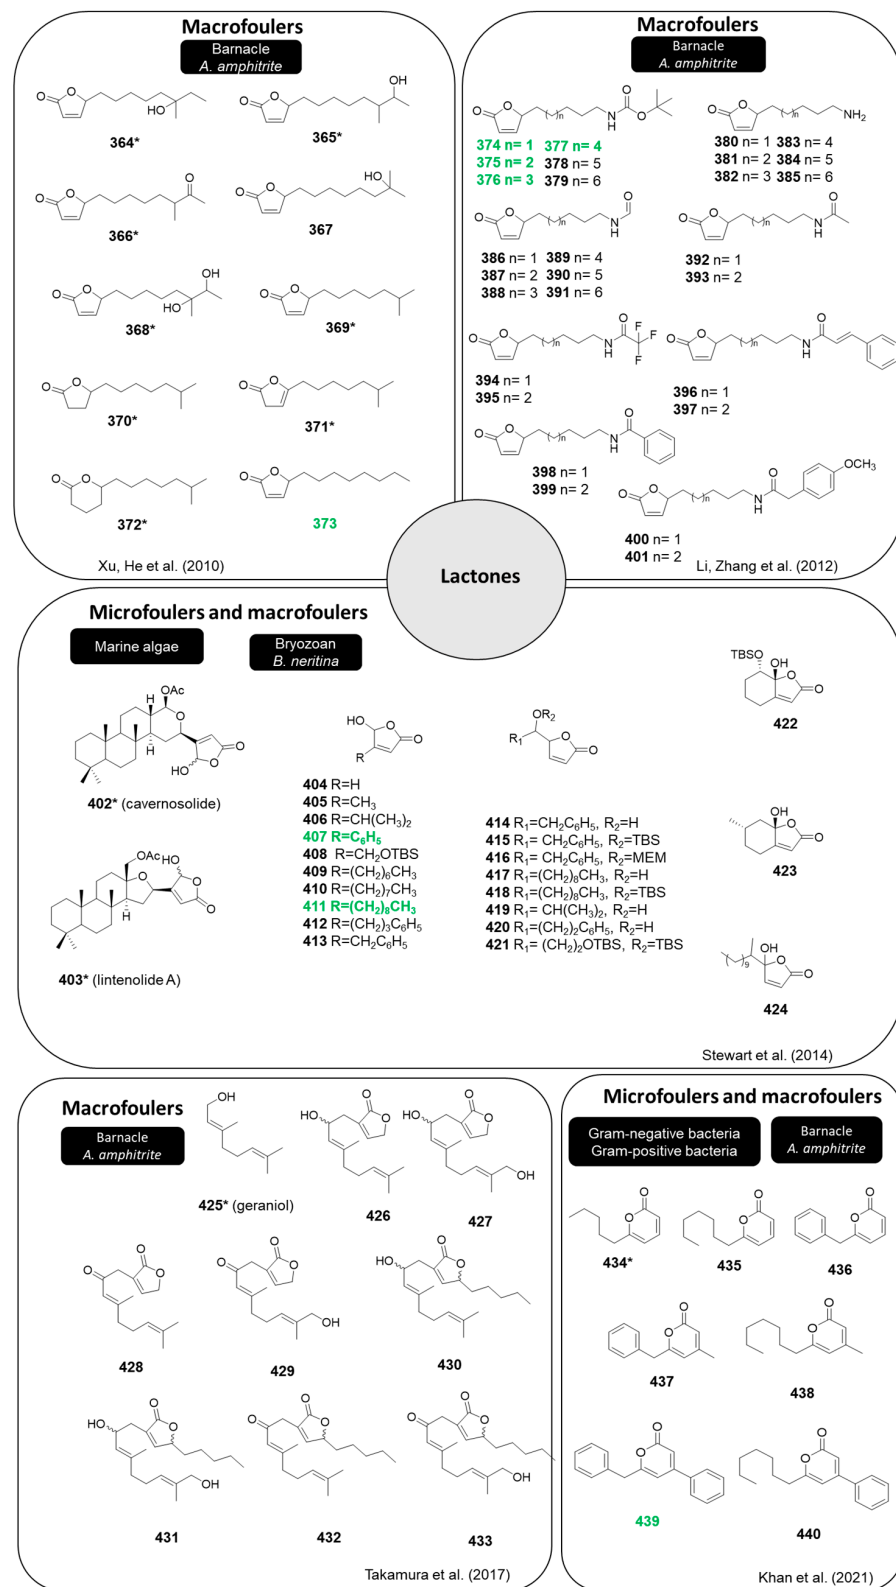 Macrofoulers
Barnacle
A. amphitrite
364*
365*
366*
367
368*
369*
370*
371*
372*
373
Xu, He et al. (2010)
Macrofoulers
Barnacle
A. amphitrite
374 n= 1 377 n= 4
375 n= 2 378 n= 5
376 n= 3 379 n= 6
380 n= 1 383 n= 4
381 n= 2 384 n= 5
382 n= 3 385 n= 6
386 n= 1 389 n= 4
387 n= 2 390 n= 5
388 n= 3 391 n= 6
392 n= 1
393 n= 2
394 n= 1
395 n= 2
396 n= 1
397 n= 2
398 n= 1
399 n= 2
400 n= 1
401 n= 2
Li, Zhang et al. (2012)
Lactones
Microfoulers and macrofoulers
Marine algae
Bryozoan
B. neritina
402* (cavernosolide)
403* (lintenolide A)
404 R=H
405 R=CH3
406 R=CH(CH3)2
407 R=C6H5
408 R=CH2OTBS
409 R=(CH2)6CH3
410 R=(CH2)7CH3
411 R=(CH2)8CH3
412 R=(CH2)3C6H5
413 R=CH2C6H5
414 R1=CH2C6H5, R2=H
415 R1= CH2C6H5, R2=TBS
416 R1= CH2C6H5, R2=MEM
417 R1=(CH2)8CH3, R2=H
418 R1=(CH2)8CH3, R2=TBS
419 R1= CH(CH3)2, R2=H
420 R1= (CH2)2C6H5, R2=H
421 R1= (CH2)2OTBS, R2=TBS
422
423
424
Stewart et al. (2014)
Macrofoulers
Barnacle
A. amphitrite
425* (geraniol)
426
427
428
429
430
431
432
433
Takamura et al. (2017)
Microfoulers and macrofoulers
Gram-negative bacteria
Gram-positive bacteria
Barnacle
A. amphitrite
434*
435
436
437
438
439
440
Khan et al. (2021)